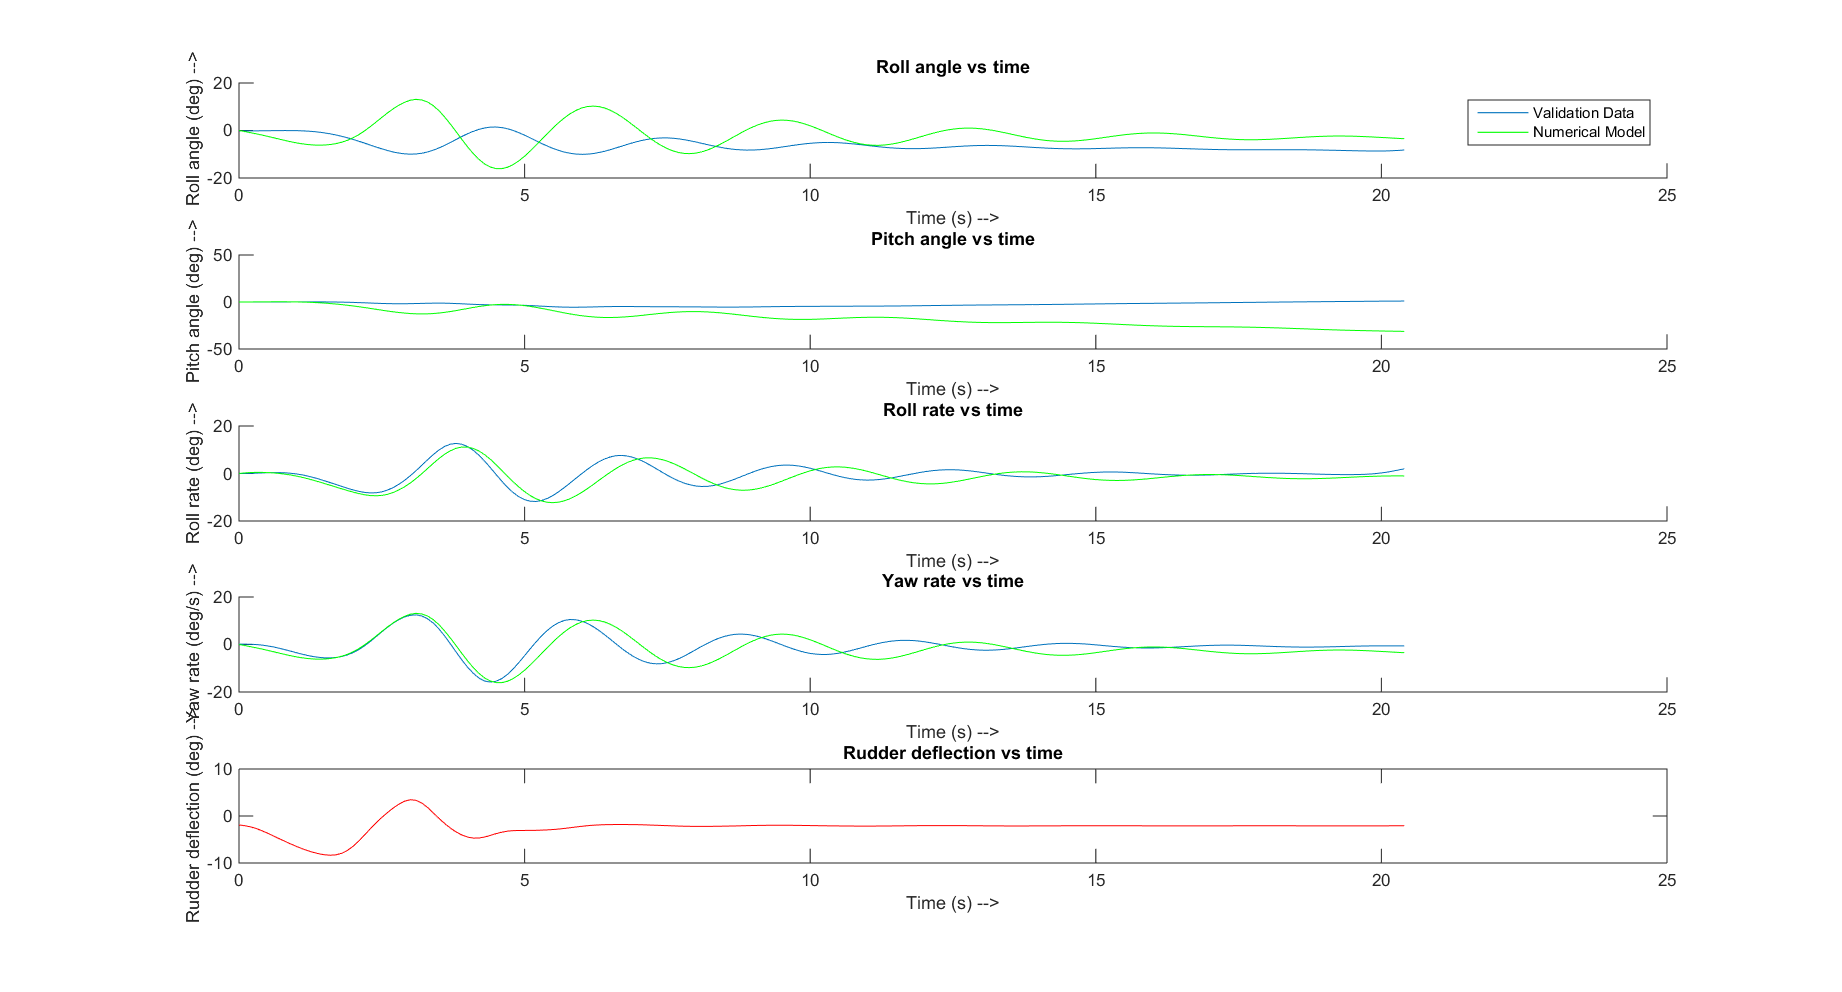 Roll angle vs time
Roll angle (deg) -->
20
0
-20
0 5 10 15 20 25
Time (s) -->
Validation Data
Numerical Model
Pitch angle vs time
Pitch angle (deg) -->
50
0
-50
0 5 10 15 20 25
Time (s) -->
Roll rate vs time
Roll rate (deg) -->
20
0
-20
0 5 10 15 20 25
Time (s) -->
Yaw rate vs time
Yaw rate (deg/s) -->
20
0
-20
0 5 10 15 20 25
Time (s) -->
Rudder deflection vs time
Rudder deflection (deg) -->
10
0
-10
0 5 10 15 20 25
Time (s) -->